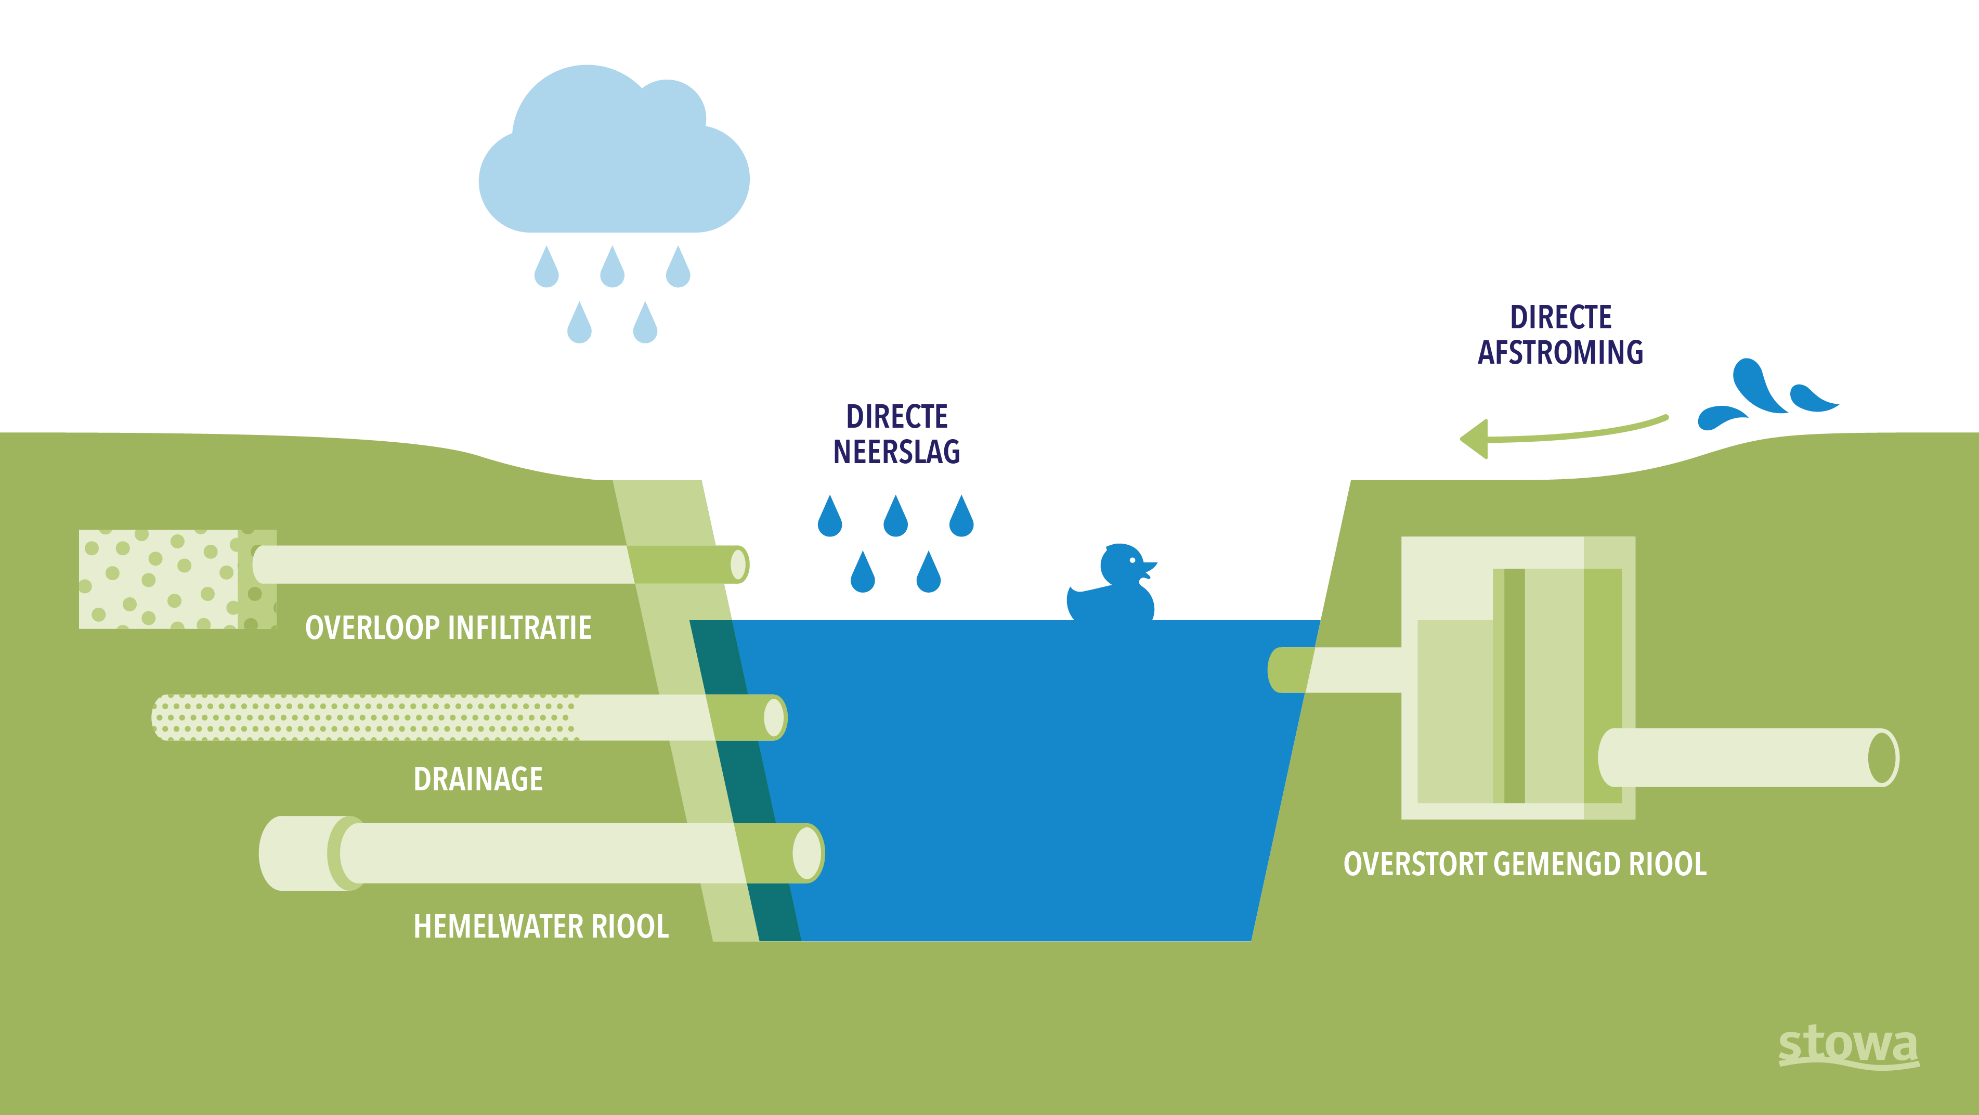 DIRECTE
AFSTROMING
DIRECTE
NEERSLAG
OVERLOOP INFILTRATIE
DRAINAGE
OVERSTORT GEMENGD RIOOL
HEMELWATER RIOOL
stowa